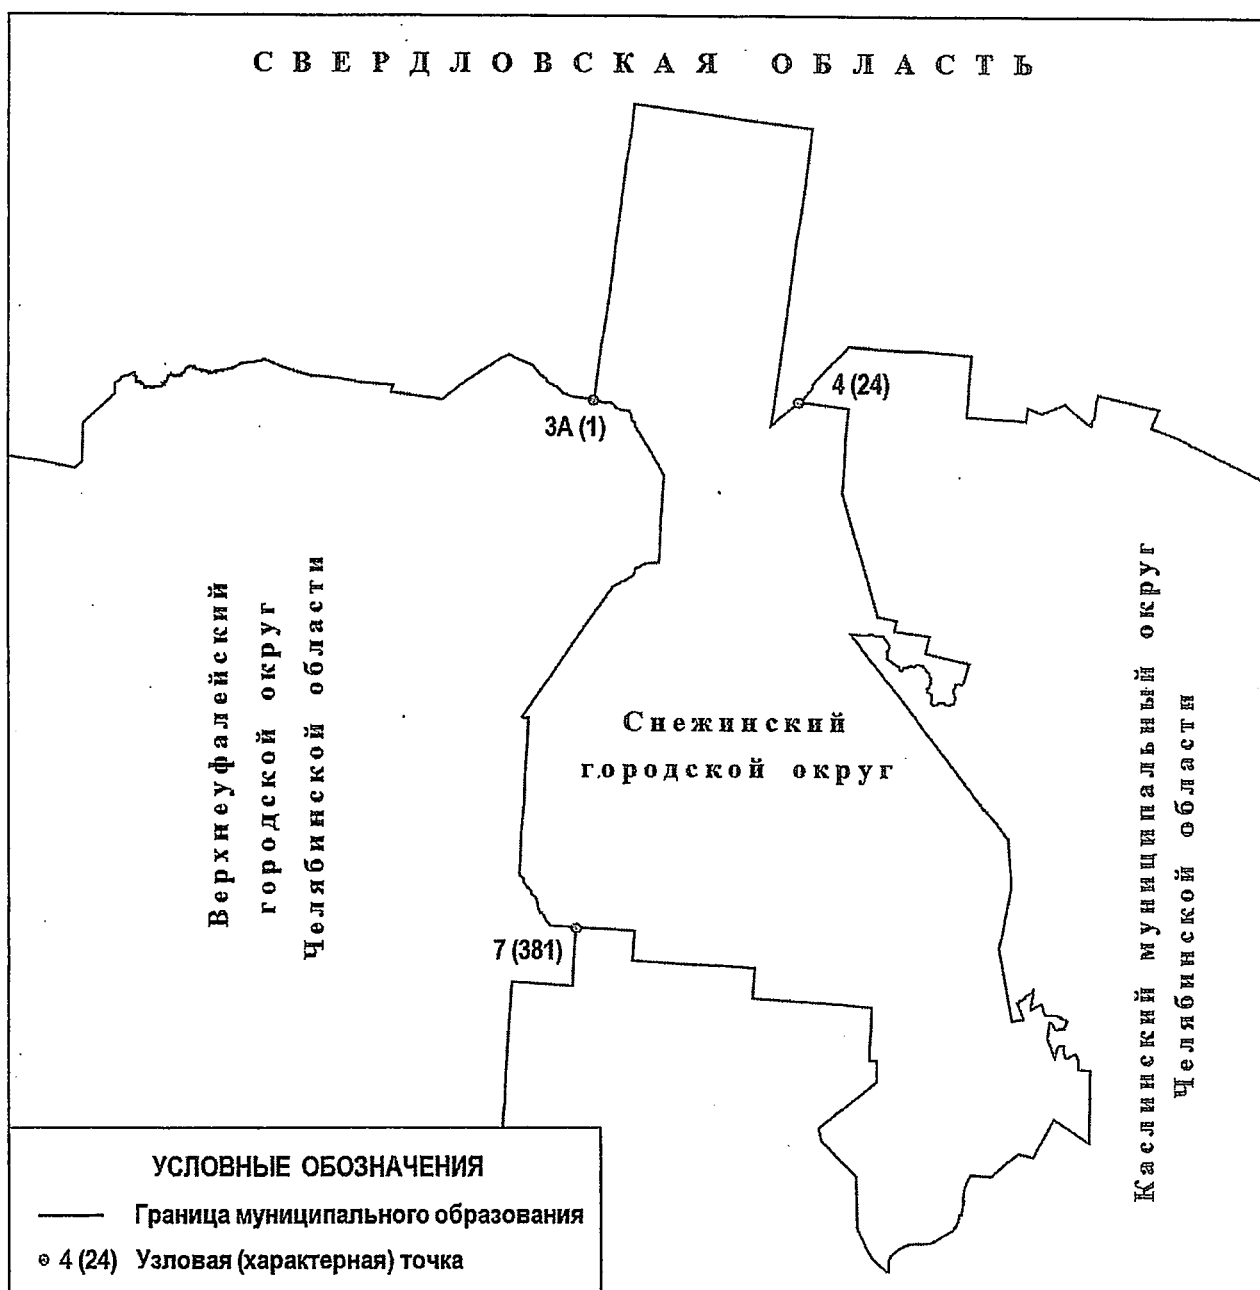 СВЕРДЛОВСКАЯ ОБЛАСТЬ
4 (24)
3А (1)
Верхнеуфалейский
городской округ
Челябинской области
Снежинский
городской округ
Каслинский муниципальный округ
Челябинской области
7 (381)
УСЛОВНЫЕ ОБОЗНАЧЕНИЯ
Граница муниципального образования
4 (24) Узловая (характерная) точка